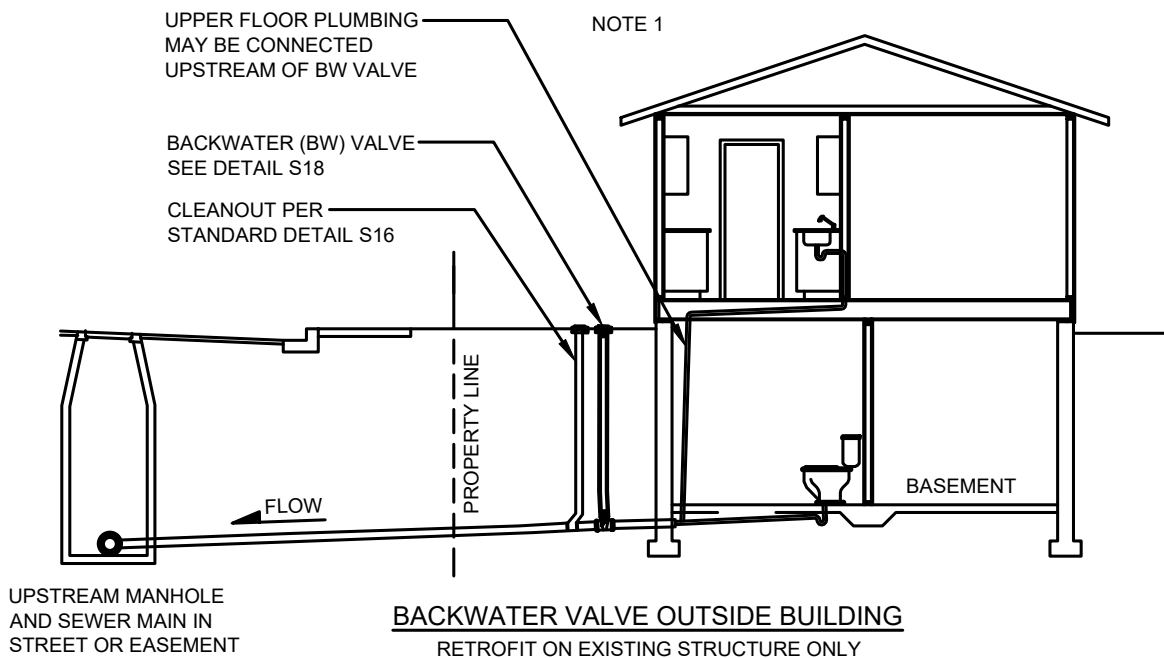 UPPER FLOOR PLUMBING
MAY BE CONNECTED
UPSTREAM OF BW VALVE
NOTE 1
BACKWATER (BW) VALVE
SEE DETAIL S18
CLEANOUT PER
STANDARD DETAIL S16
PROPERTY LINE
FLOW
BASEMENT
UPSTREAM MANHOLE
AND SEWER MAIN IN
STREET OR EASEMENT
BACKWATER VALVE OUTSIDE BUILDING
RETROFIT ON EXISTING STRUCTURE ONLY